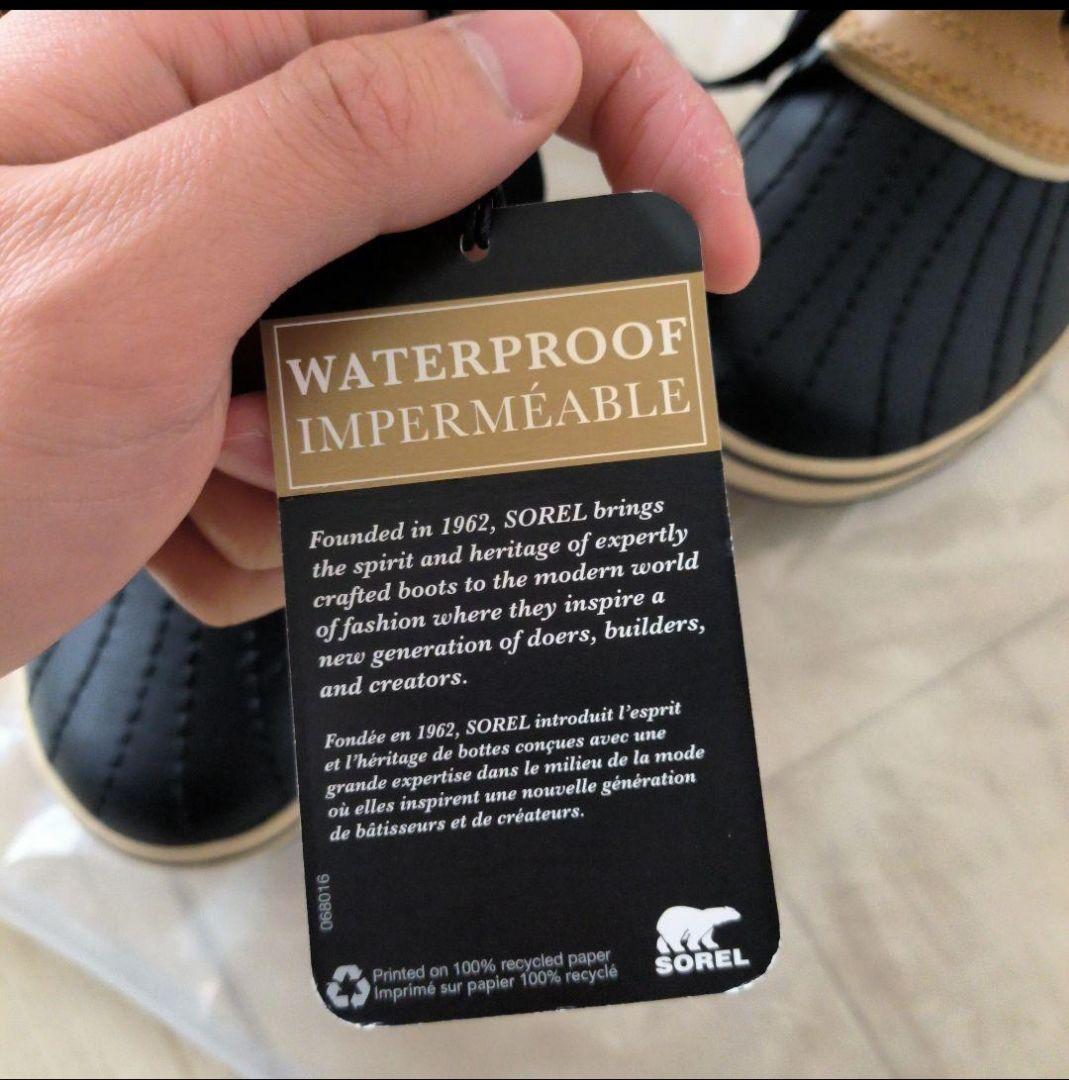 WATERPROOF
IMPERMÉABLE
Founded in 1962, SOREL brings
the spirit and heritage of expertly
crafted boots to the modern world
of fashion where they inspire a
new generation of doers, builders,
and creators.
Fondée en 1962, SOREL introduit l'esprit
et l'héritage de bottes conçues avec une
grande expertise dans le milieu de la mode
où elles inspirent une nouvelle génération
de bâtisseurs et de créateurs.
068016
Printed on 100% recycled paper
Imprimé sur papier 100% recyclé
SOREL